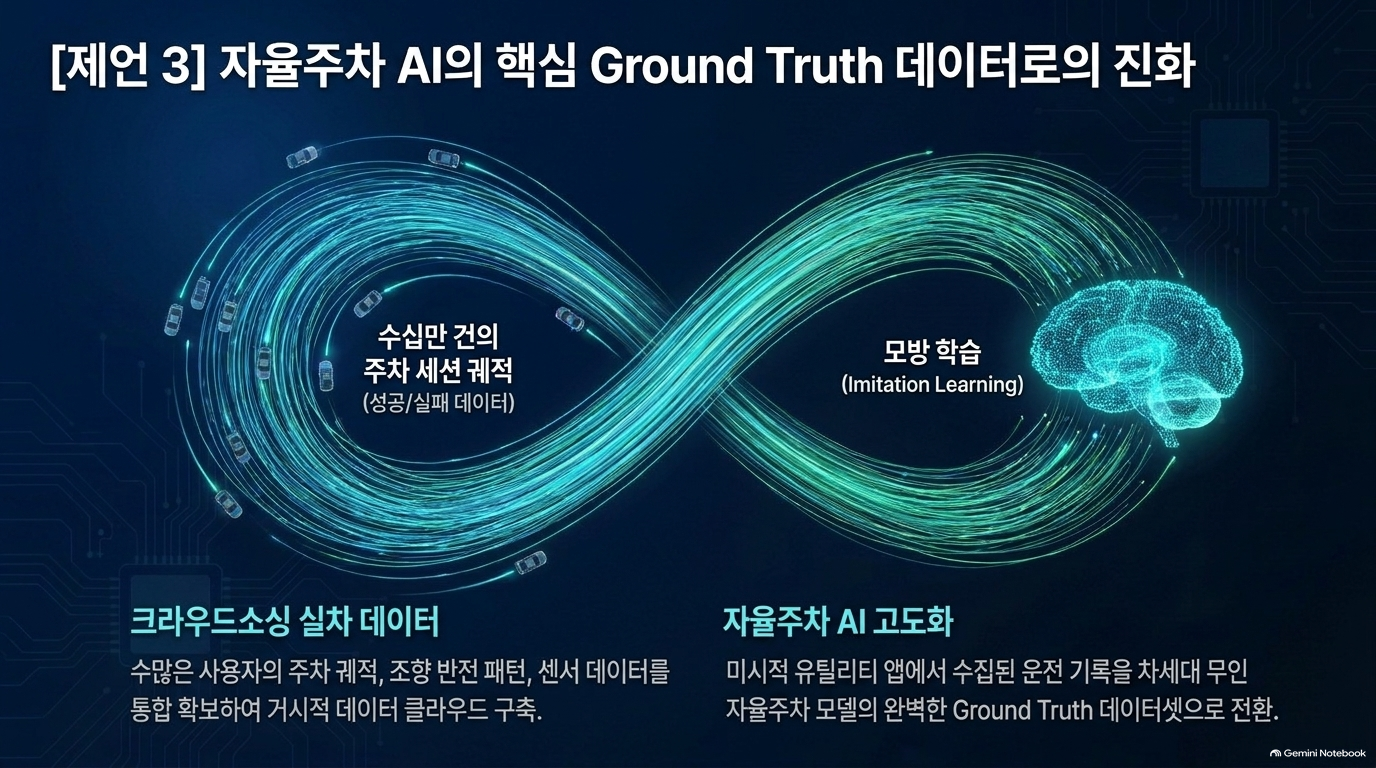 [제언 3] 자율주차 AI의 핵심 Ground Truth 데이터로의 진화
수십만 건의
주차 세션 궤적
(성공/실패 데이터)
모방 학습
(Imitation Learning)
크라우드소싱 실차 데이터
수많은 사용자의 주차 궤적, 조향 반전 패턴, 센서 데이터를
통합 확보하여 거시적 데이터 클라우드 구축.
자율주차 AI 고도화
미시적 유틸리티 앱에서 수집된 운전 기록을 차세대 무인
자율주차 모델의 완벽한 Ground Truth 데이터셋으로 전환.
Gemini Notebook